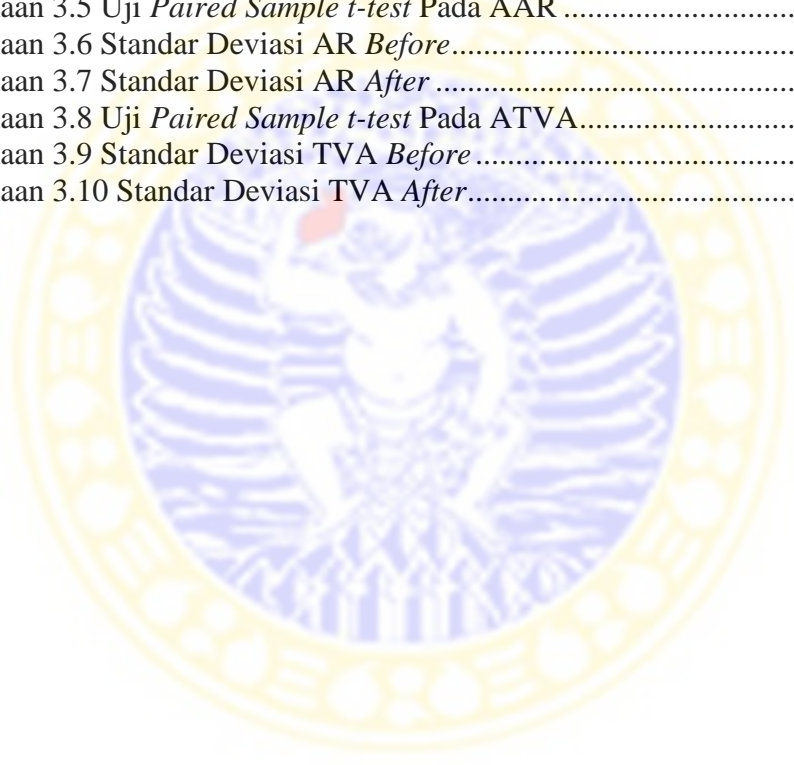 aan 3.5 Uji Paired Sample t-test Pada AAR ............................
aan 3.6 Standar Deviasi AR Before..........................................
aan 3.7 Standar Deviasi AR After ............................................
aan 3.8 Uji Paired Sample t-test Pada ATVA..........................
aan 3.9 Standar Deviasi TVA Before.......................................
aan 3.10 Standar Deviasi TVA After........................................